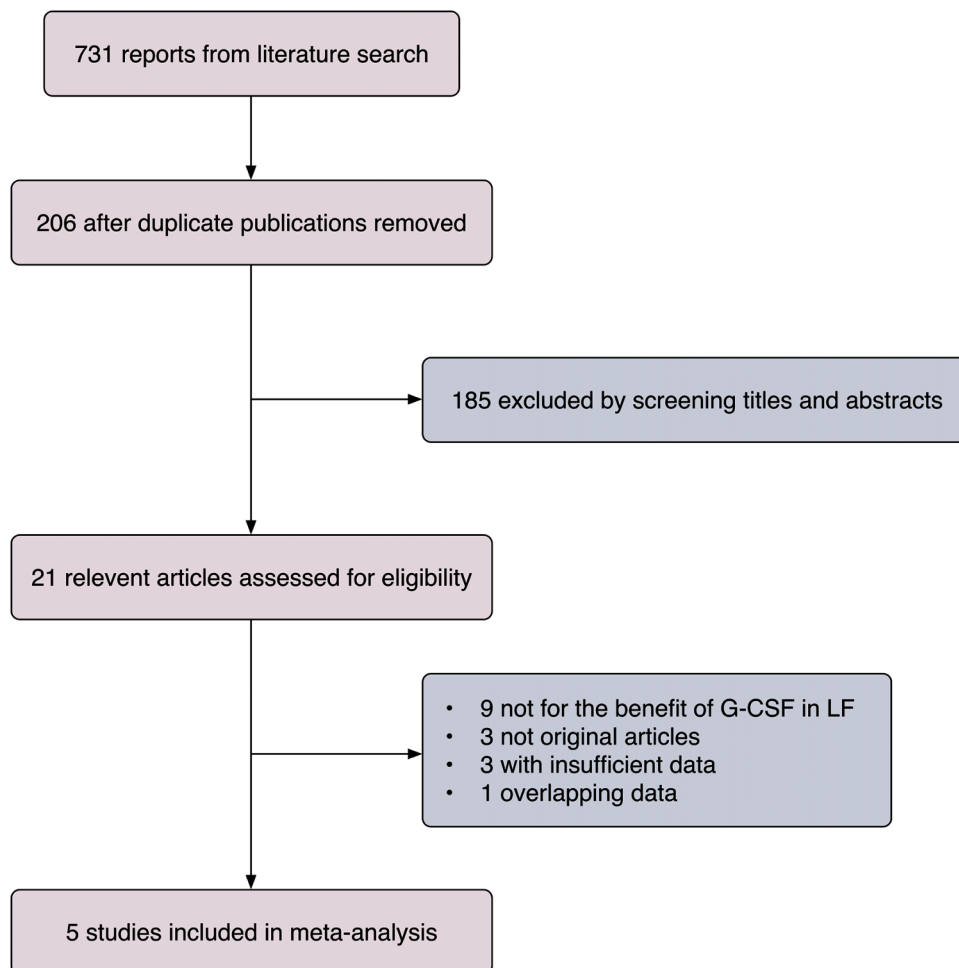 731 reports from literature search
206 after duplicate publications removed
185 excluded by screening titles and abstracts
21 relevent articles assessed for eligibility
• 9 not for the benefit of G-CSF in LF
• 3 not original articles
• 3 with insufficient data
• 1 overlapping data
5 studies included in meta-analysis